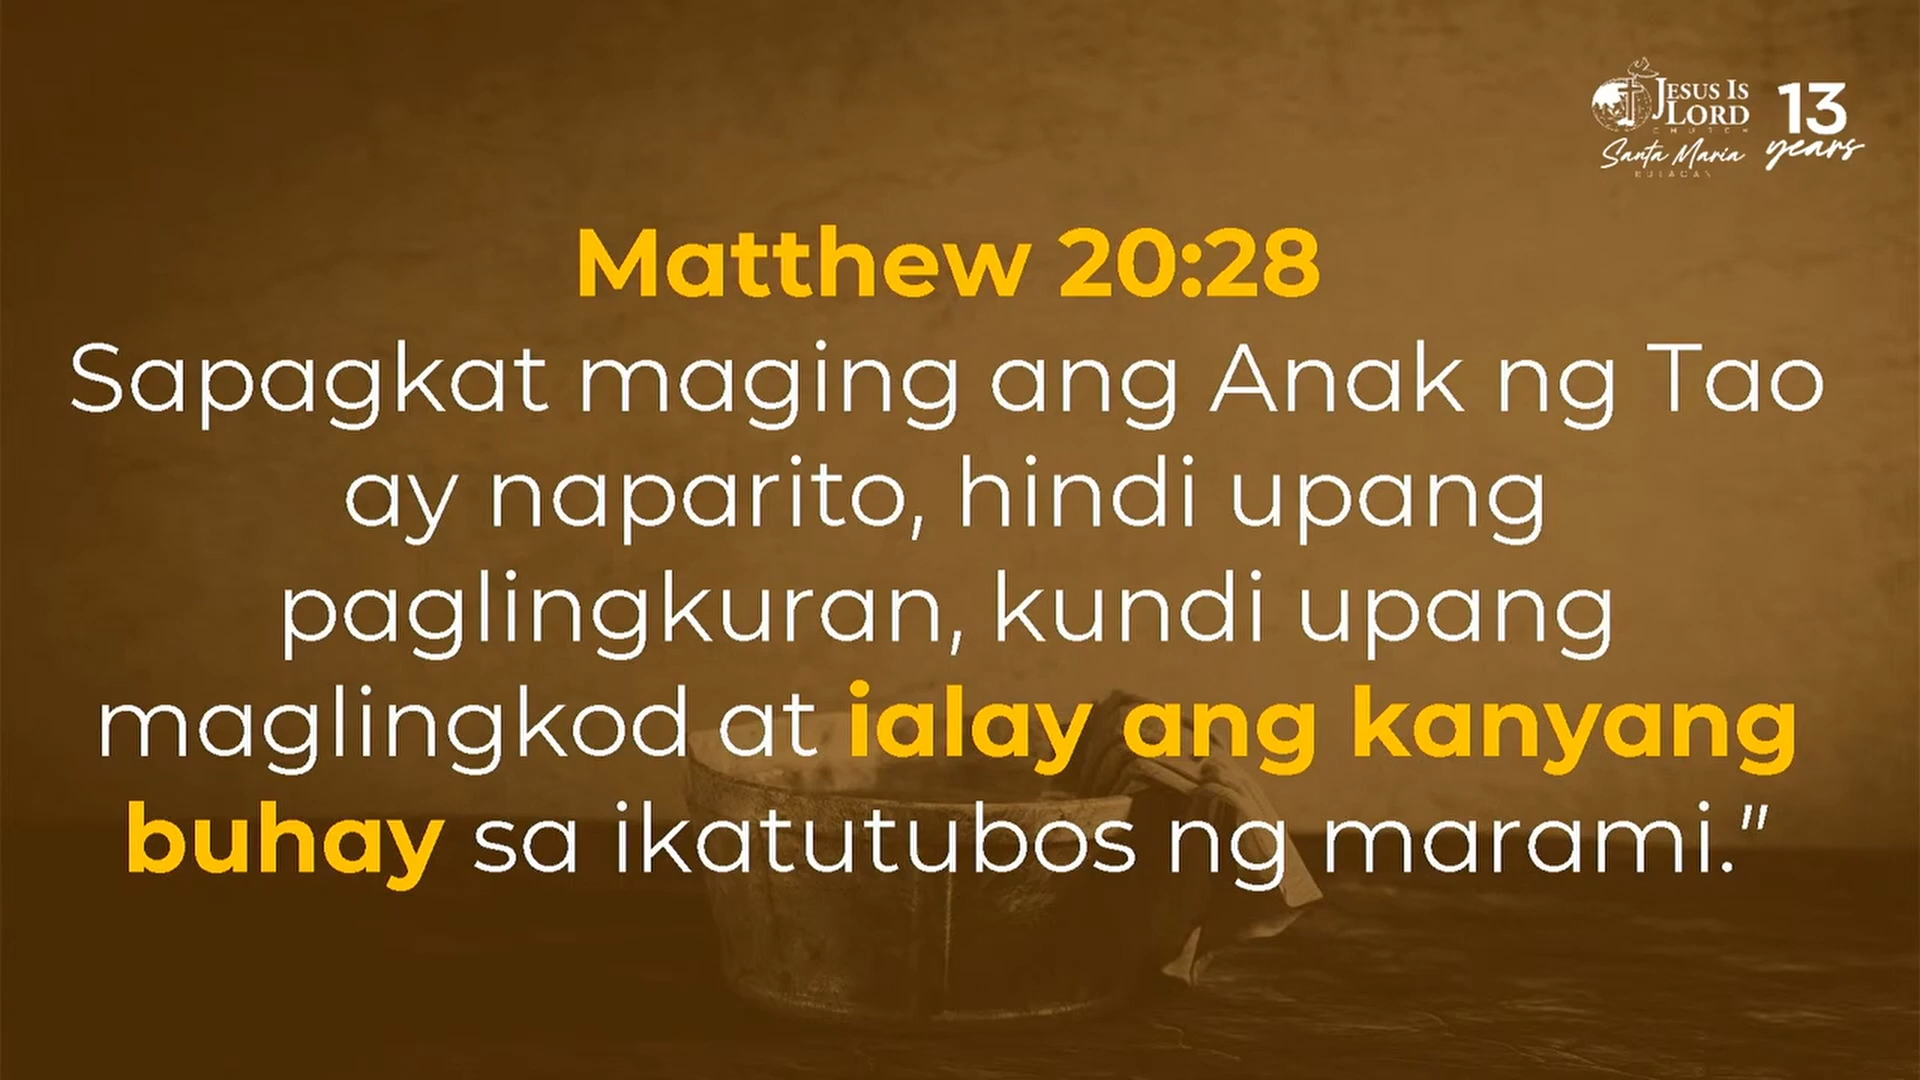 JESUS IS
LORD
CHURCH
Santa Maria
BULACAN
13
years
Matthew 20:28
Sapagkat maging ang Anak ng Tao
ay naparito, hindi upang
paglingkuran, kundi upang
maglingkod at ialay ang kanyang
buhay sa ikatutubos ng marami.”